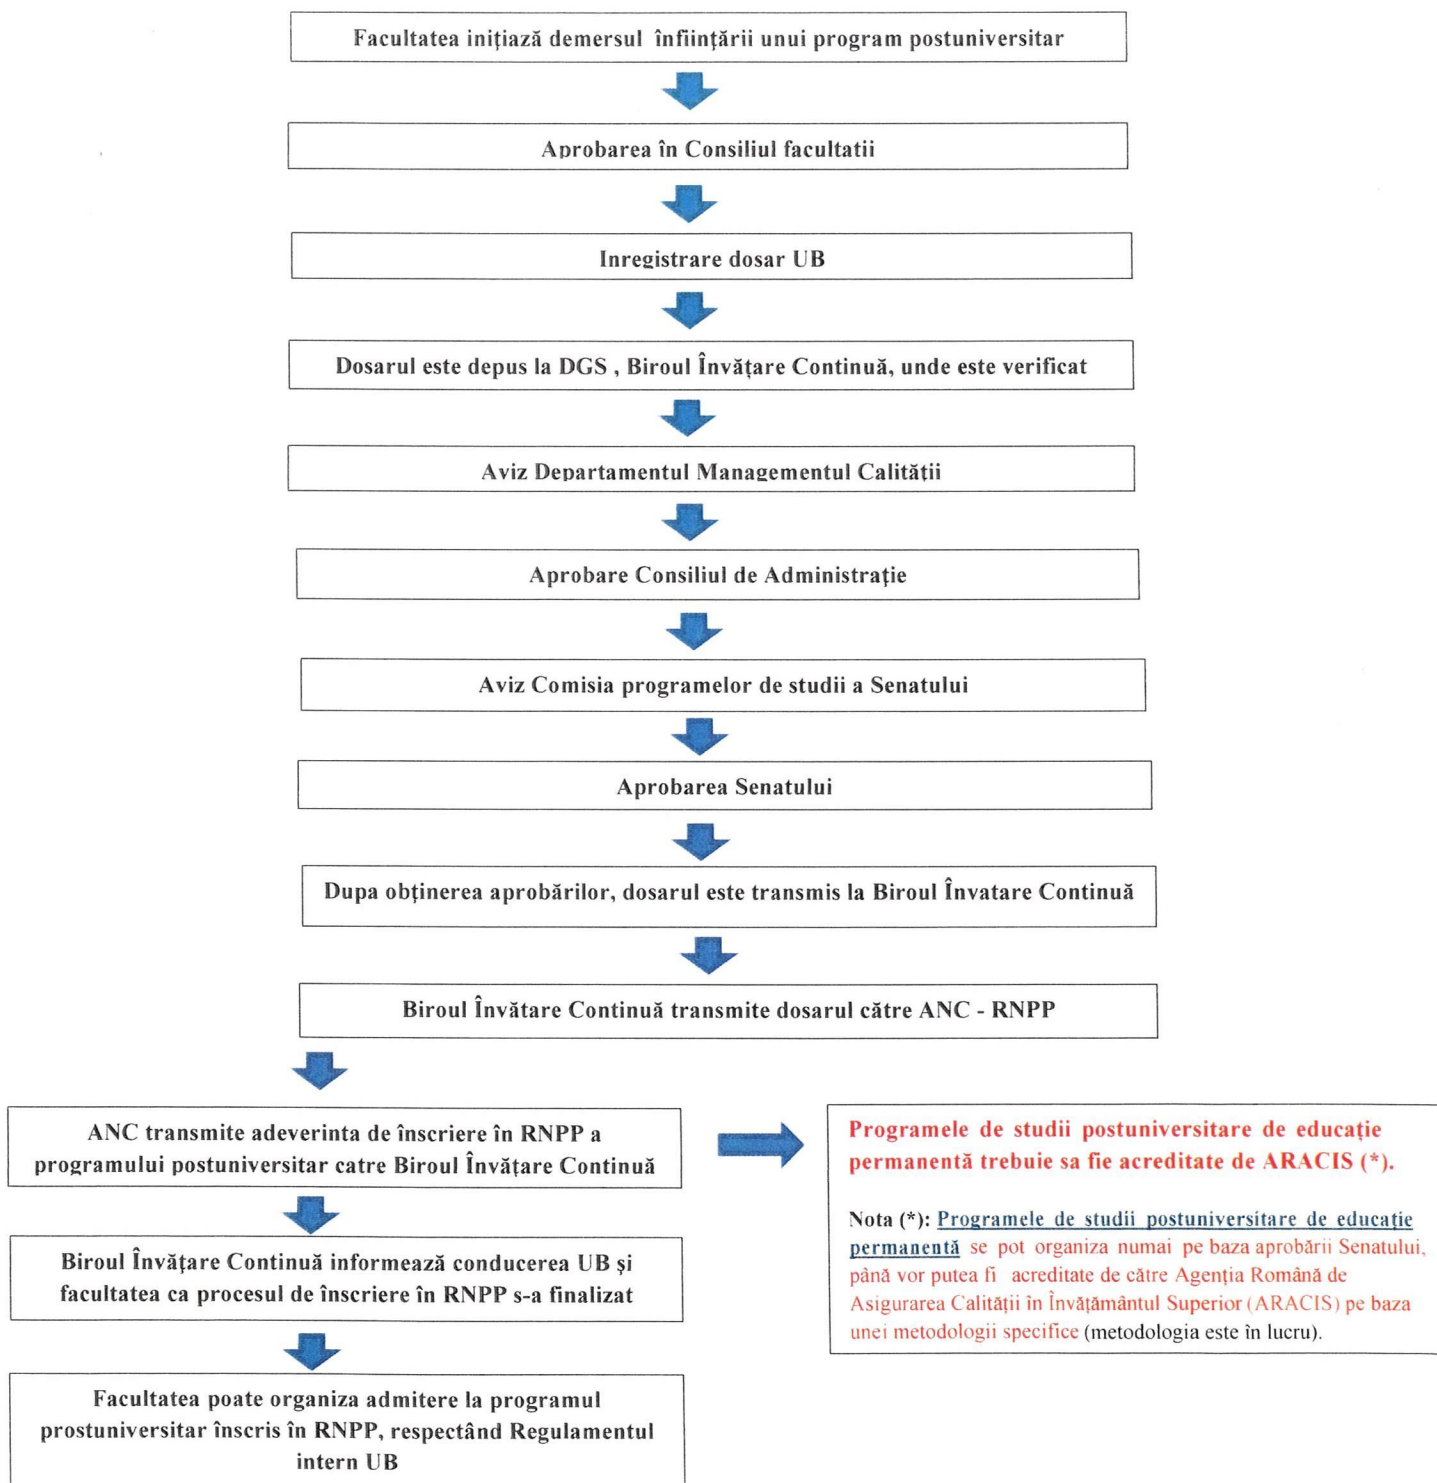 Facultatea inițiază demersul înființării unui program postuniversitar
Aprobarea în Consiliul facultatii
Inregistrare dosar UB
Dosarul este depus la DGS , Biroul Învățare Continuă, unde este verificat
Aviz Departamentul Managementul Calității
Aprobare Consiliul de Administrație
Aviz Comisia programelor de studii a Senatului
Aprobarea Senatului
Dupa obținerea aprobărilor, dosarul este transmis la Biroul Învatare Continuă
Biroul Învătare Continuă transmite dosarul către ANC - RNPP
ANC transmite adeverinta de înscriere în RNPP a
programului postuniversitar catre Biroul Învățare Continuă
Biroul Învățare Continuă informează conducerea UB și
facultatea ca procesul de înscriere în RNPP s-a finalizat
Facultatea poate organiza admitere la programul
prostuniversitar înscris în RNPP, respectând Regulamentul
intern UB
Programele de studii postuniversitare de educație
permanentă trebuie sa fie acreditate de ARACIS (*).
Nota (*): Programele de studii postuniversitare de educație
permanentă se pot organiza numai pe baza aprobării Senatului,
până vor putea fi acreditate de către Agenția Română de
Asigurarea Calității în Învățământul Superior (ARACIS) pe baza
unei metodologii specifice (metodologia este în lucru).